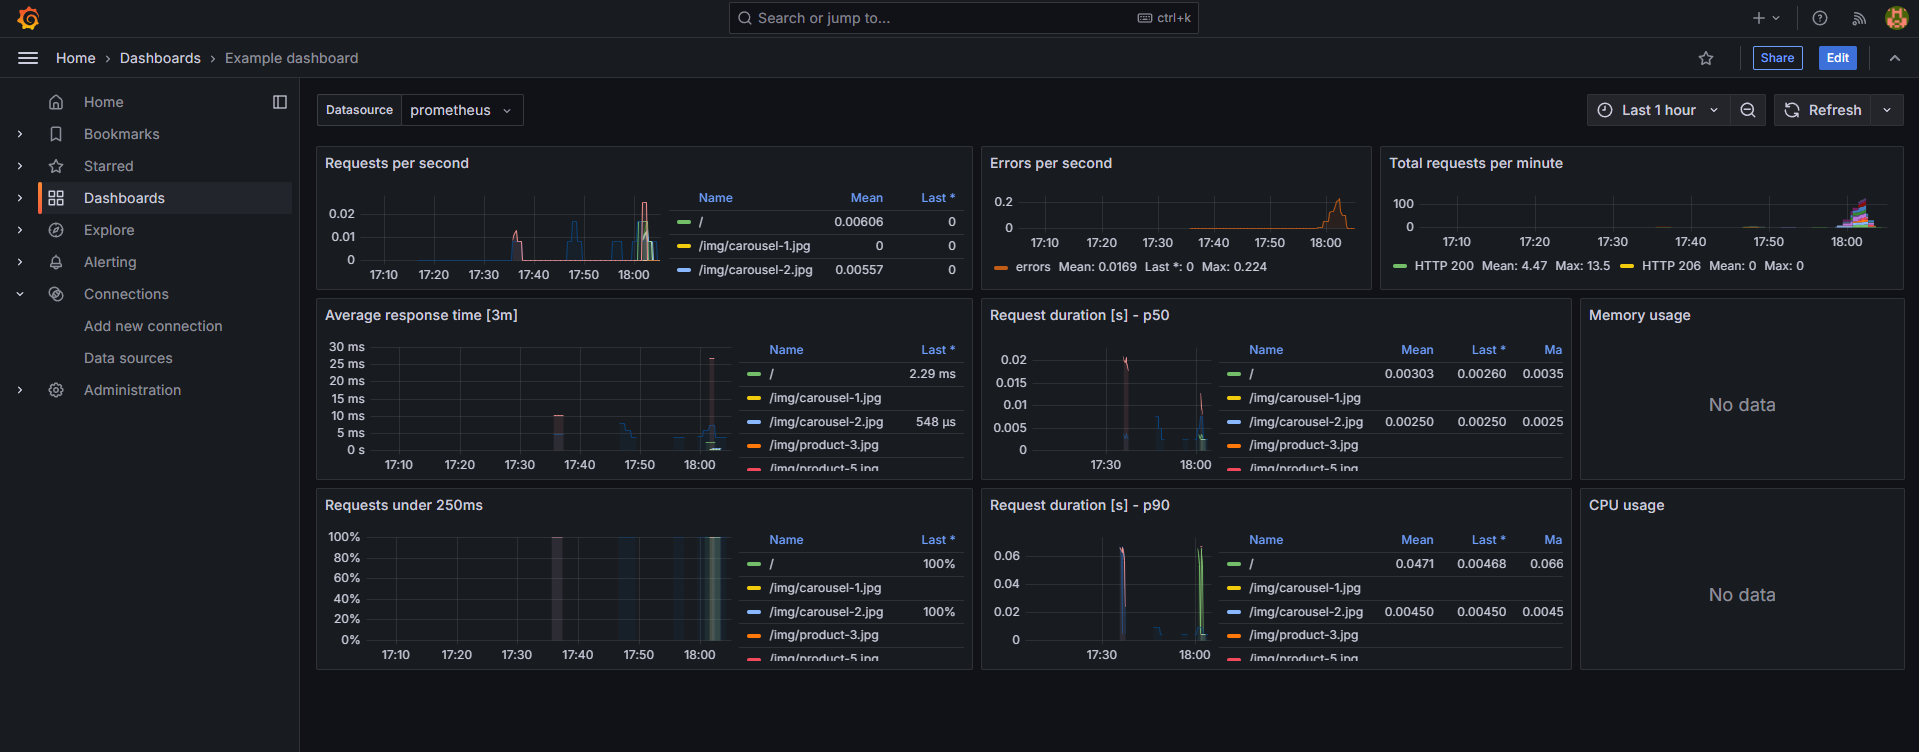 Search or jump to... ctrl+k
Home › Dashboards › Example dashboard
Share Edit
Home
Bookmarks
Starred
Dashboards
Explore
Alerting
Connections
Add new connection
Data sources
Administration
Datasource prometheus
Last 1 hour Refresh
Requests per second
0.02
0.01
0
17:10 17:20 17:30 17:40 17:50 18:00
Name Mean Last *
/ 0.00606 0
/img/carousel-1.jpg 0 0
/img/carousel-2.jpg 0.00557 0
Errors per second
0.2
0
17:10 17:20 17:30 17:40 17:50 18:00
errors Mean: 0.0169 Last *: 0 Max: 0.224
Total requests per minute
100
0
17:10 17:20 17:30 17:40 17:50 18:00
HTTP 200 Mean: 4.47 Max: 13.5 HTTP 206 Mean: 0 Max: 0
Average response time [3m]
30 ms
25 ms
20 ms
15 ms
10 ms
5 ms
0 s
17:10 17:20 17:30 17:40 17:50 18:00
Name Last *
/ 2.29 ms
/img/carousel-1.jpg
/img/carousel-2.jpg 548 µs
/img/product-3.jpg
/img/product-5.jpg
Request duration [s] - p50
0.02
0.015
0.01
0.005
0
17:30 18:00
Name Mean Last * Ma
/ 0.00303 0.00260 0.0035
/img/carousel-1.jpg
/img/carousel-2.jpg 0.00250 0.00250 0.0025
/img/product-3.jpg
/img/product-5.jpg
Memory usage
No data
Requests under 250ms
100%
80%
60%
40%
20%
0%
17:10 17:20 17:30 17:40 17:50 18:00
Name Last *
/ 100%
/img/carousel-1.jpg
/img/carousel-2.jpg 100%
/img/product-3.jpg
/img/product-5.jpg
Request duration [s] - p90
0.06
0.04
0.02
0
17:30 18:00
Name Mean Last * Ma
/ 0.0471 0.00468 0.066
/img/carousel-1.jpg
/img/carousel-2.jpg 0.00450 0.00450 0.0045
/img/product-3.jpg
/img/product-5.jpg
CPU usage
No data